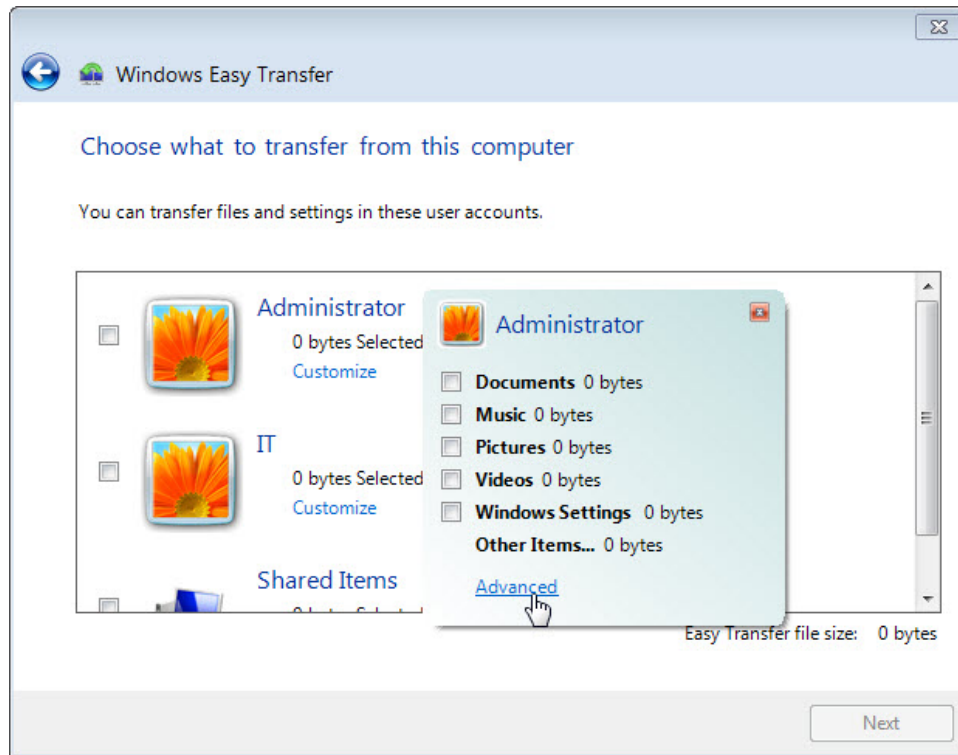 Windows Easy Transfer
Choose what to transfer from this computer
You can transfer files and settings in these user accounts.
Administrator
0 bytes Selected
Customize
IT
0 bytes Selected
Customize
Shared Items
Administrator
Documents 0 bytes
Music 0 bytes
Pictures 0 bytes
Videos 0 bytes
Windows Settings 0 bytes
Other Items... 0 bytes
Advanced
Easy Transfer file size: 0 bytes
Next